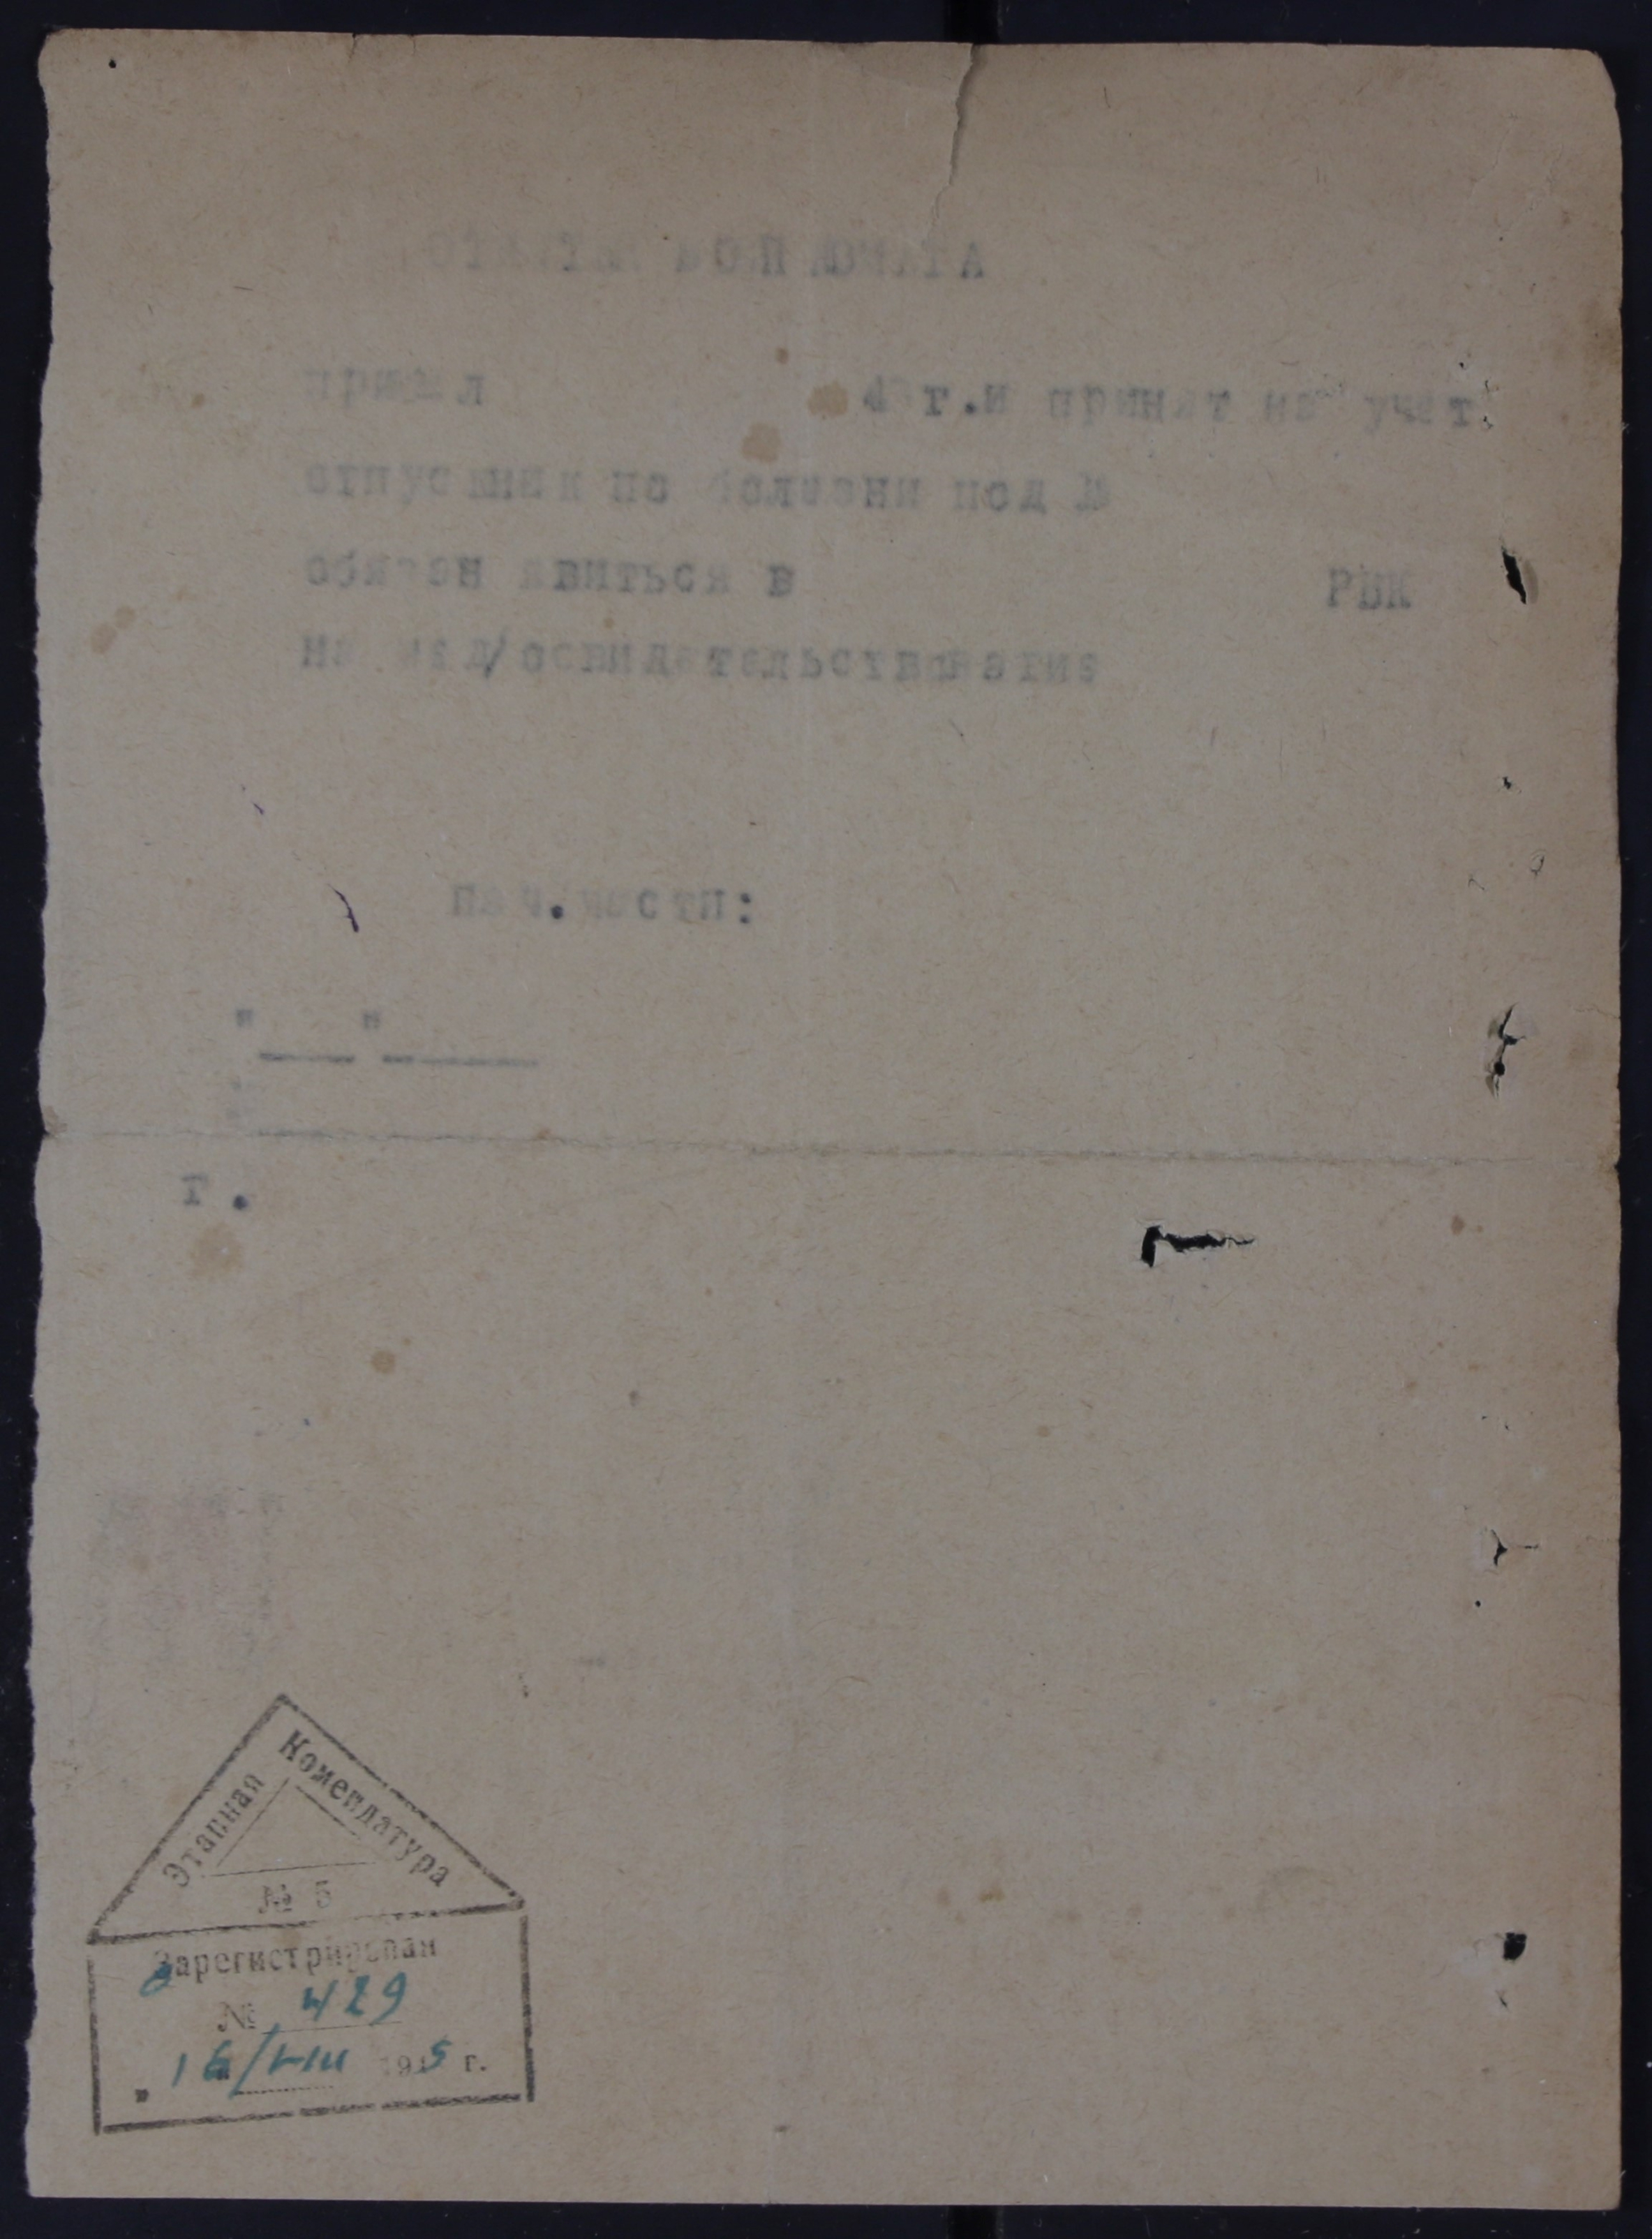 ОТМЕТКА ВОЕНКОМАТА
прибыл 4 г.и принят на учет
отпускник по болезни под №
обязан явиться в РВК
на мед/освидетельствование
Нач.части:
" "
г.
Этапная Комендатура
№ 5
Зарегистрирован
№ 429
" 16/VIII 1945 г.